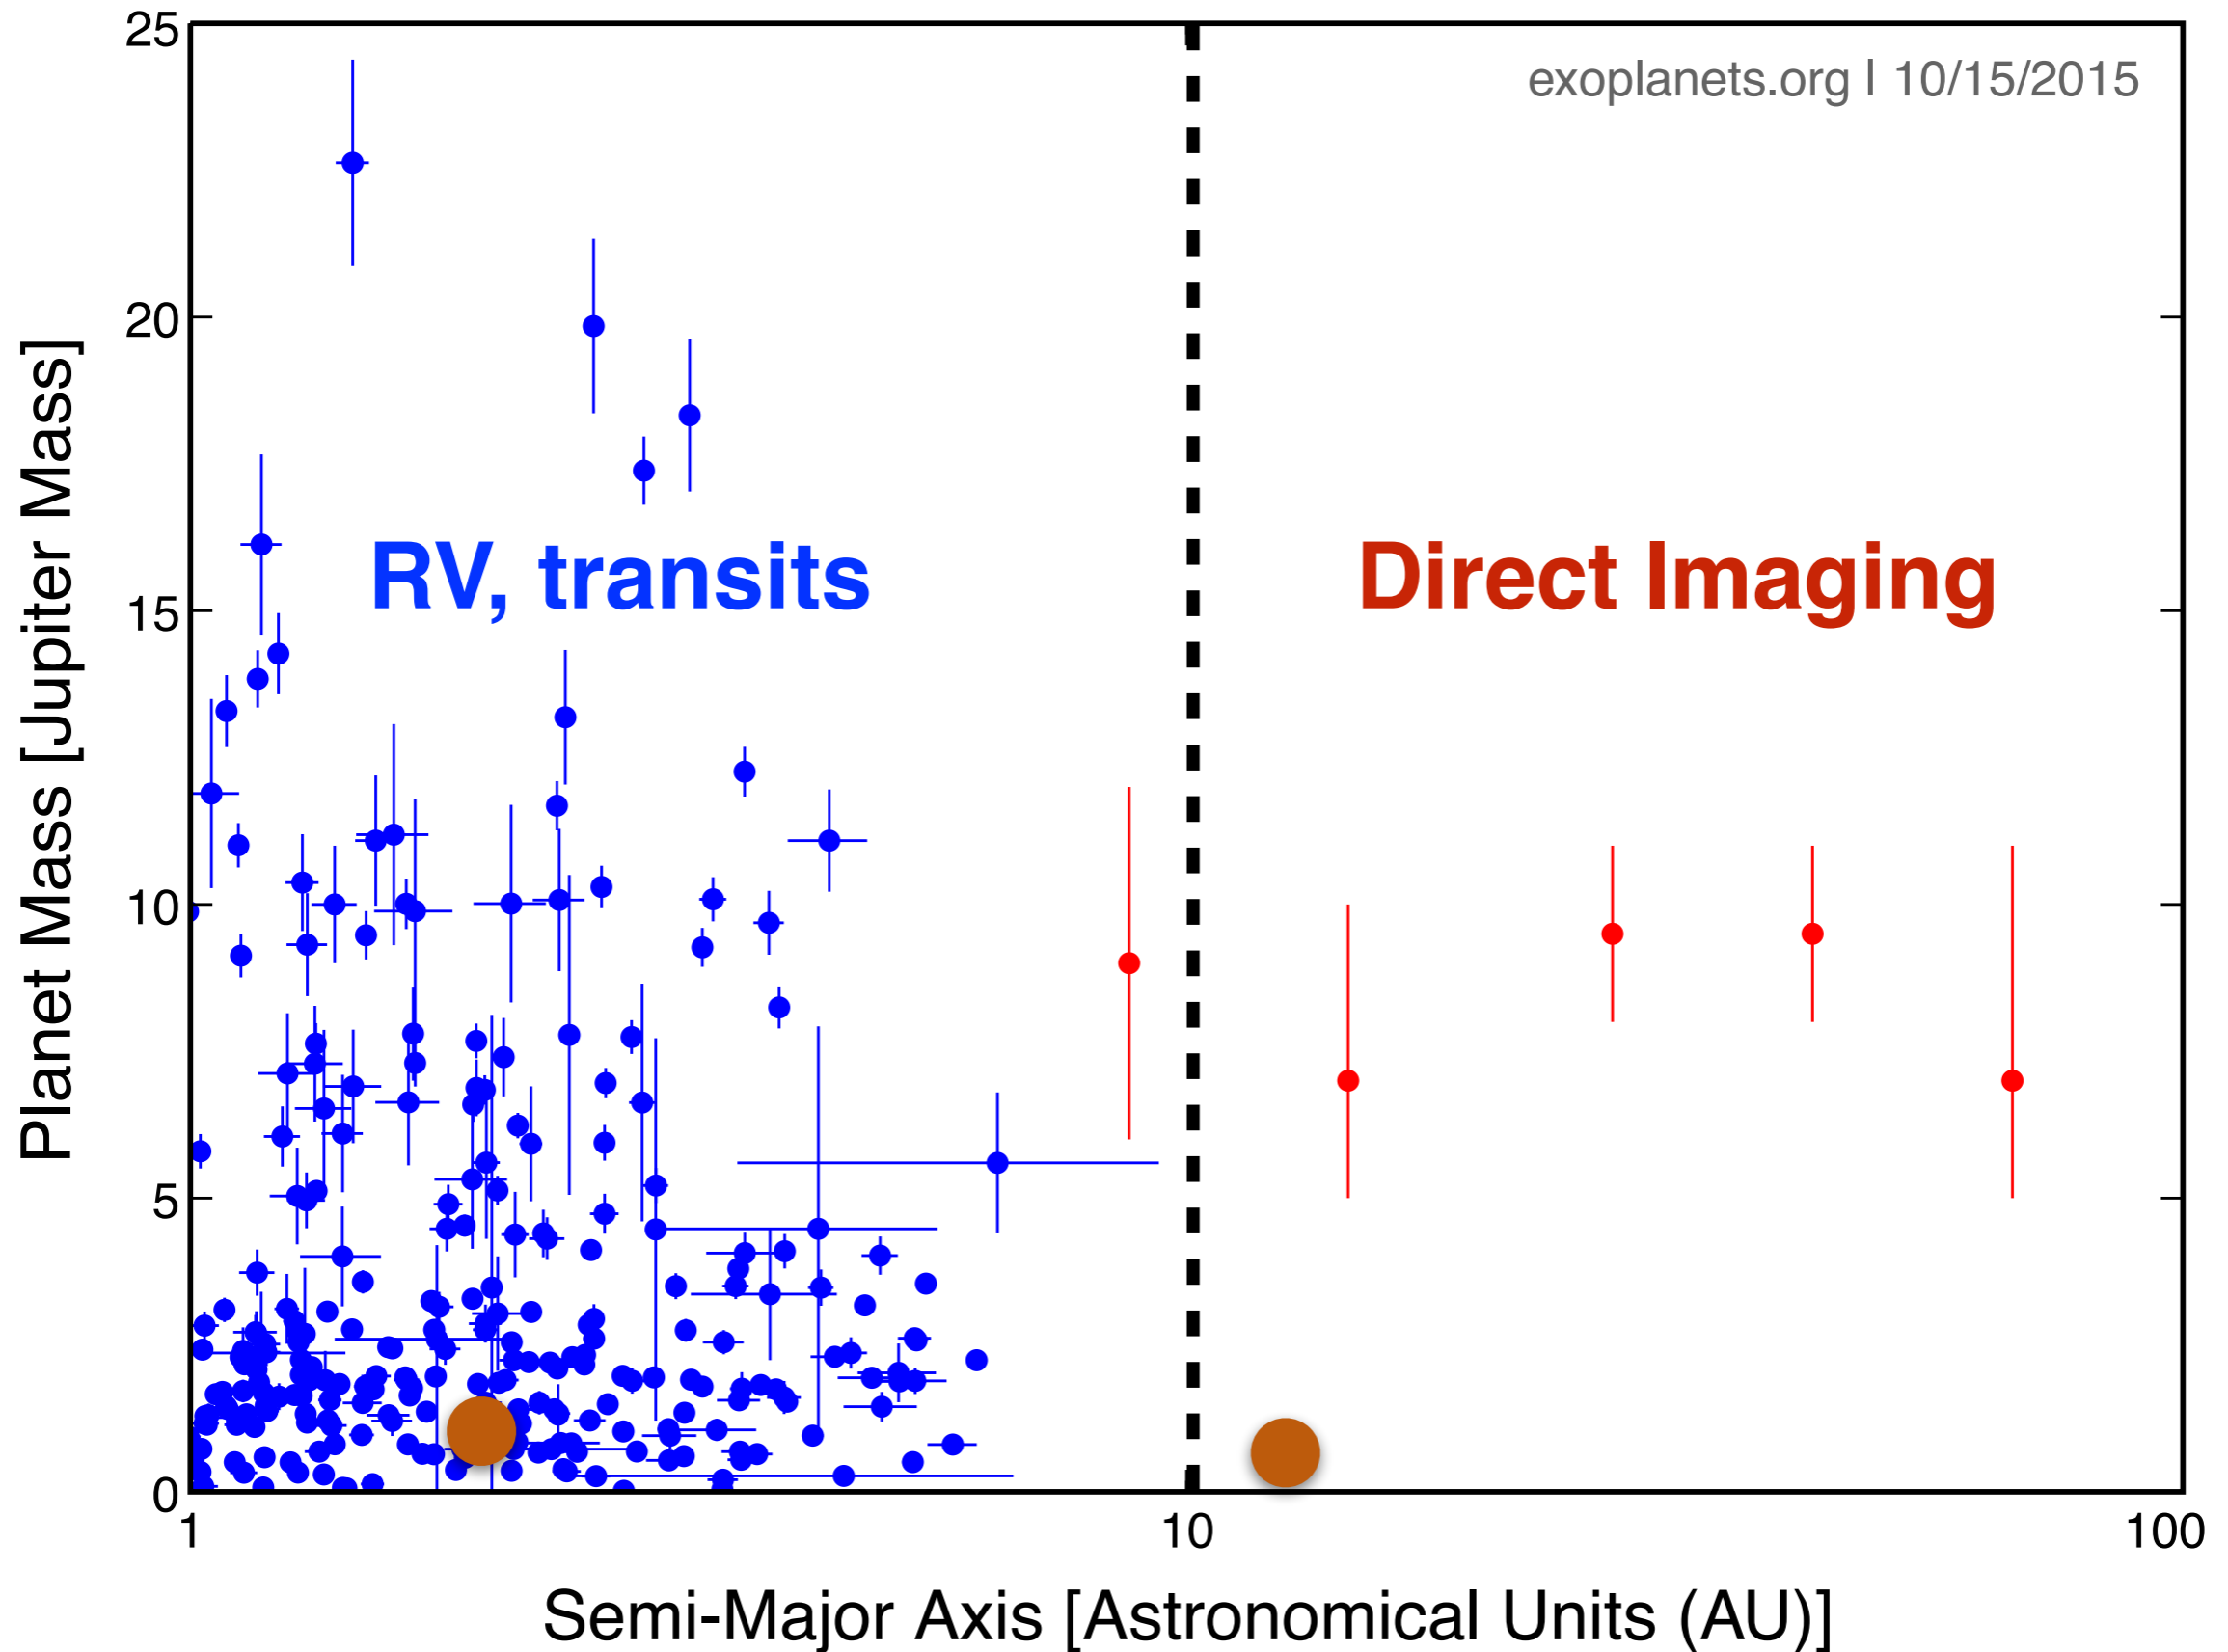 25
exoplanets.org | 10/15/2015
20
15
10
5
0
RV, transits
Direct Imaging
Planet Mass [Jupiter Mass]
1
10
100
Semi-Major Axis [Astronomical Units (AU)]